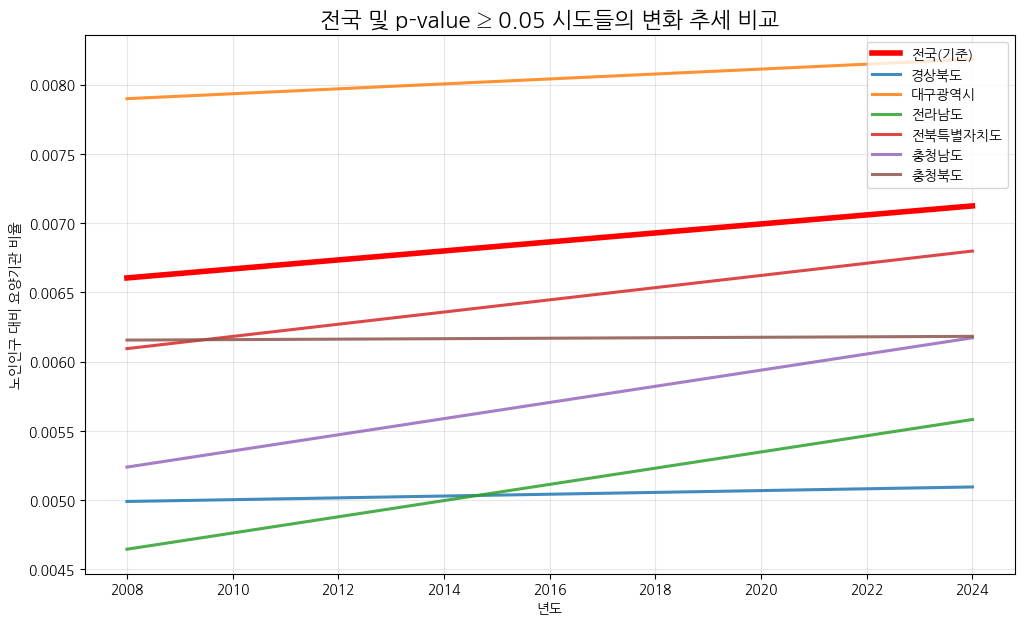 전국 및 p-value ≥ 0.05 시도들의 변화 추세 비교
전국(기준)
경상북도
대구광역시
전라남도
전북특별자치도
충청남도
충청북도
노인인구 대비 요양기관 비율
0.0080
0.0075
0.0070
0.0065
0.0060
0.0055
0.0050
0.0045
2008 2010 2012 2014 2016 2018 2020 2022 2024
년도